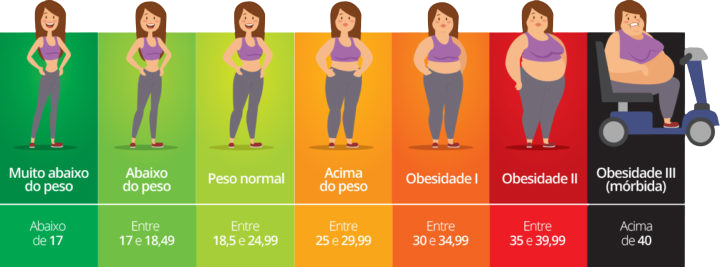 Muito abaixo
do peso
Abaixo
do peso
Peso normal
Acima
do peso
Obesidade I
Obesidade II
Obesidade III
(mórbida)
Abaixo
de 17
Entre
17 e 18,49
Entre
18,5 e 24,99
Entre
25 e 29,99
Entre
30 e 34,99
Entre
35 e 39,99
Acima
de 40